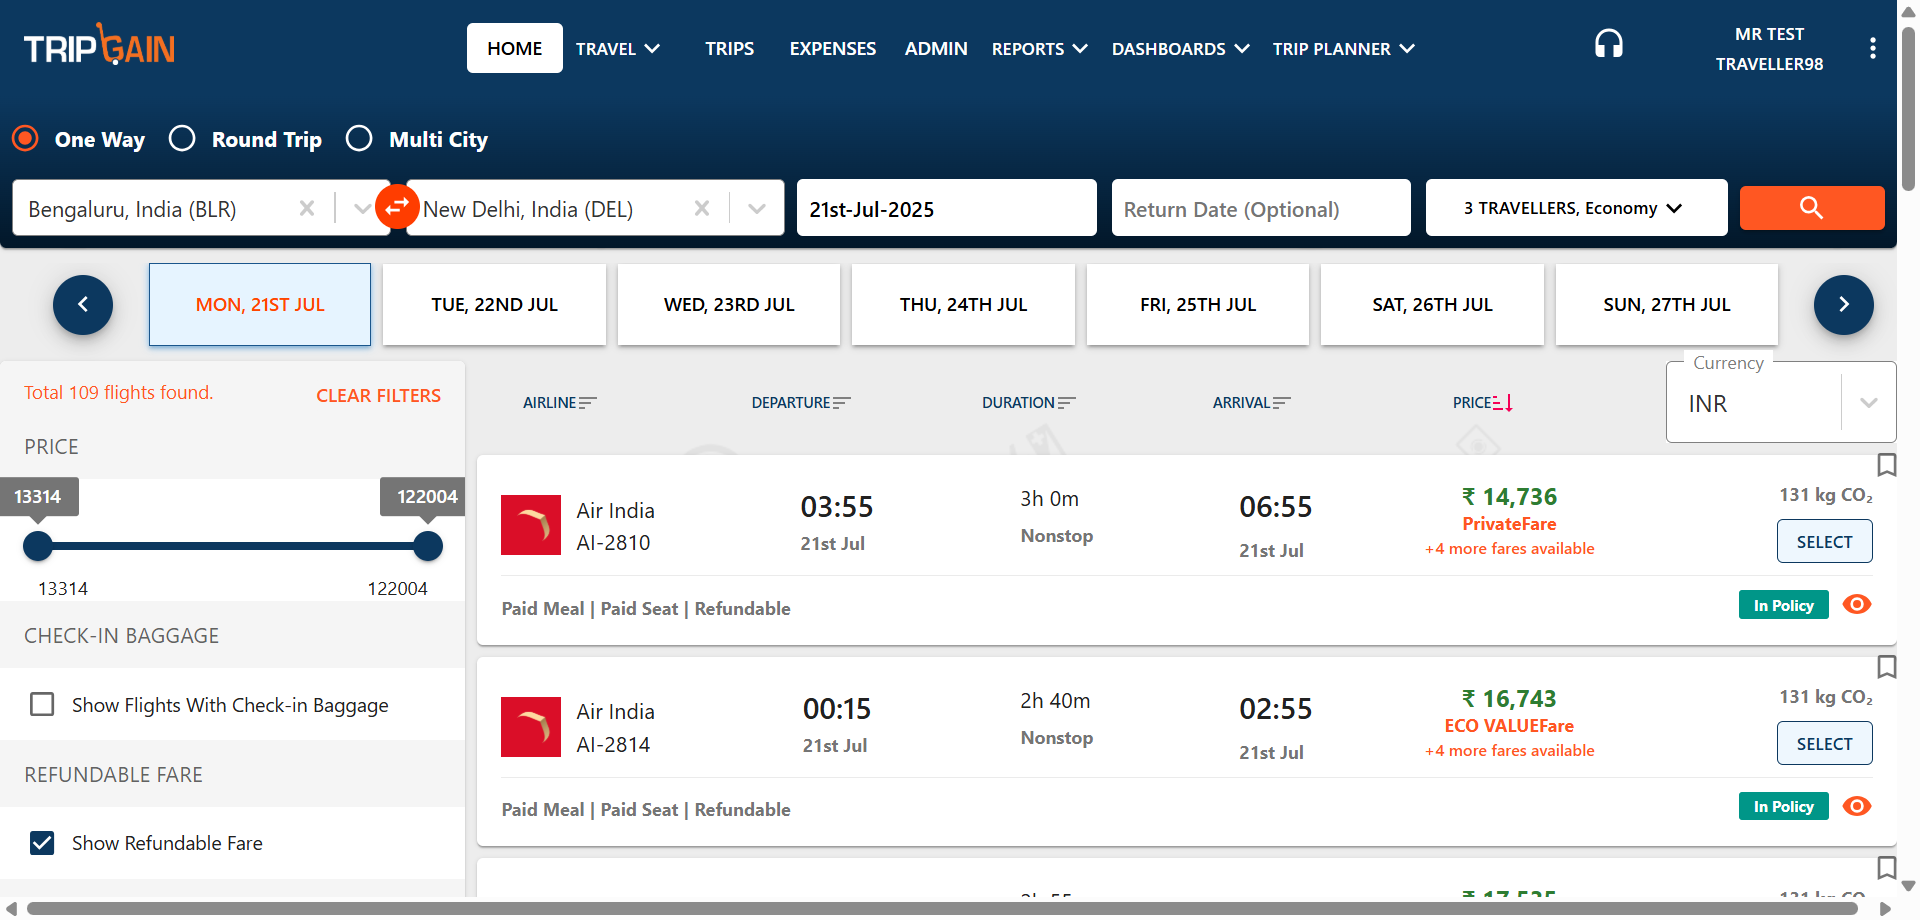 TRIPGAIN
HOME
TRAVEL
TRIPS
EXPENSES
ADMIN
REPORTS
DASHBOARDS
TRIP PLANNER
MR TEST
TRAVELLER98
One Way
Round Trip
Multi City
Bengaluru, India (BLR)
New Delhi, India (DEL)
21st-Jul-2025
Return Date (Optional)
3 TRAVELLERS, Economy
MON, 21ST JUL
TUE, 22ND JUL
WED, 23RD JUL
THU, 24TH JUL
FRI, 25TH JUL
SAT, 26TH JUL
SUN, 27TH JUL
Total 109 flights found.
CLEAR FILTERS
PRICE
13314
122004
13314
122004
CHECK-IN BAGGAGE
Show Flights With Check-in Baggage
REFUNDABLE FARE
Show Refundable Fare
AIRLINE
DEPARTURE
DURATION
ARRIVAL
PRICE
Currency
INR
Air India
AI-2810
03:55
21st Jul
3h 0m
Nonstop
06:55
21st Jul
₹ 14,736
PrivateFare
+4 more fares available
131 kg CO₂
SELECT
Paid Meal | Paid Seat | Refundable
In Policy
Air India
AI-2814
00:15
21st Jul
2h 40m
Nonstop
02:55
21st Jul
₹ 16,743
ECO VALUEFare
+4 more fares available
131 kg CO₂
SELECT
Paid Meal | Paid Seat | Refundable
In Policy